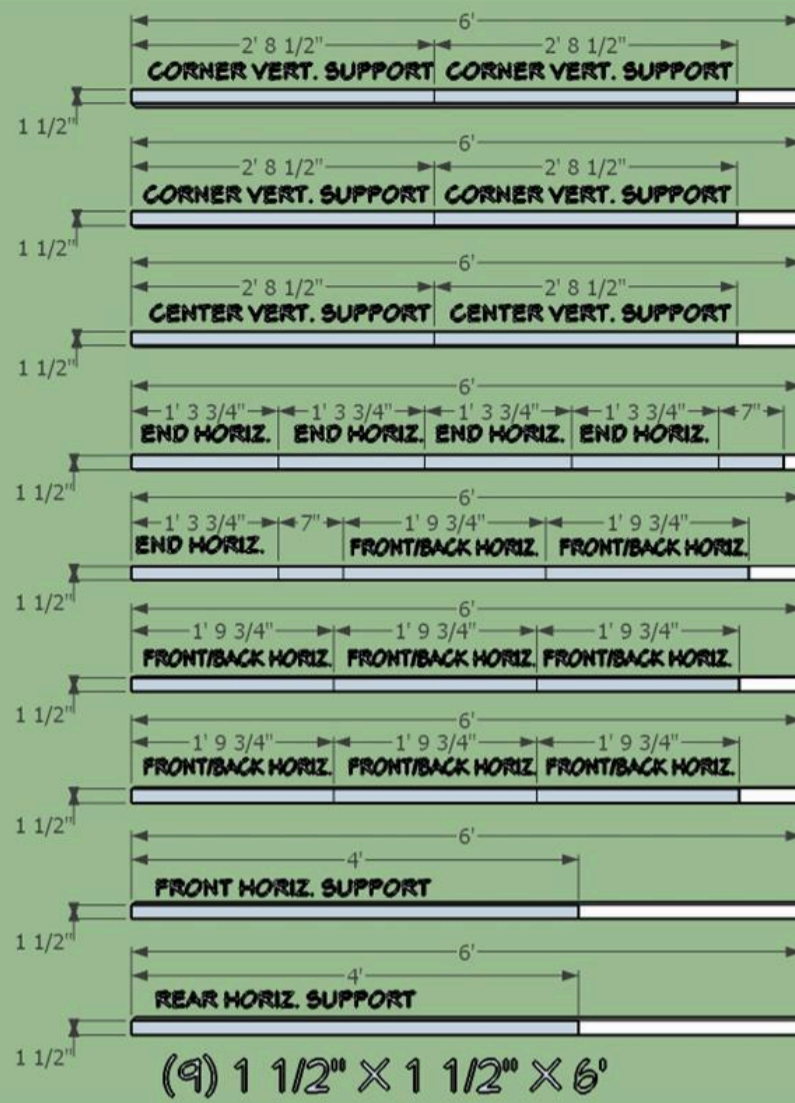 6'
2' 8 1/2" 2' 8 1/2"
CORNER VERT. SUPPORT CORNER VERT. SUPPORT
1 1/2"
6'
2' 8 1/2" 2' 8 1/2"
CORNER VERT. SUPPORT CORNER VERT. SUPPORT
1 1/2"
6'
2' 8 1/2" 2' 8 1/2"
CENTER VERT. SUPPORT CENTER VERT. SUPPORT
1 1/2"
6'
1' 3 3/4" 1' 3 3/4" 1' 3 3/4" 1' 3 3/4" 7"
END HORIZ. END HORIZ. END HORIZ. END HORIZ.
1 1/2"
6'
1' 3 3/4" 7" 1' 9 3/4" 1' 9 3/4"
END HORIZ. FRONT/BACK HORIZ. FRONT/BACK HORIZ.
1 1/2"
6'
1' 9 3/4" 1' 9 3/4" 1' 9 3/4"
FRONT/BACK HORIZ. FRONT/BACK HORIZ. FRONT/BACK HORIZ.
1 1/2"
6'
1' 9 3/4" 1' 9 3/4" 1' 9 3/4"
FRONT/BACK HORIZ. FRONT/BACK HORIZ. FRONT/BACK HORIZ.
1 1/2"
6'
4'
FRONT HORIZ. SUPPORT
1 1/2"
6'
4'
REAR HORIZ. SUPPORT
1 1/2"
(9) 1 1/2" X 1 1/2" X 6'